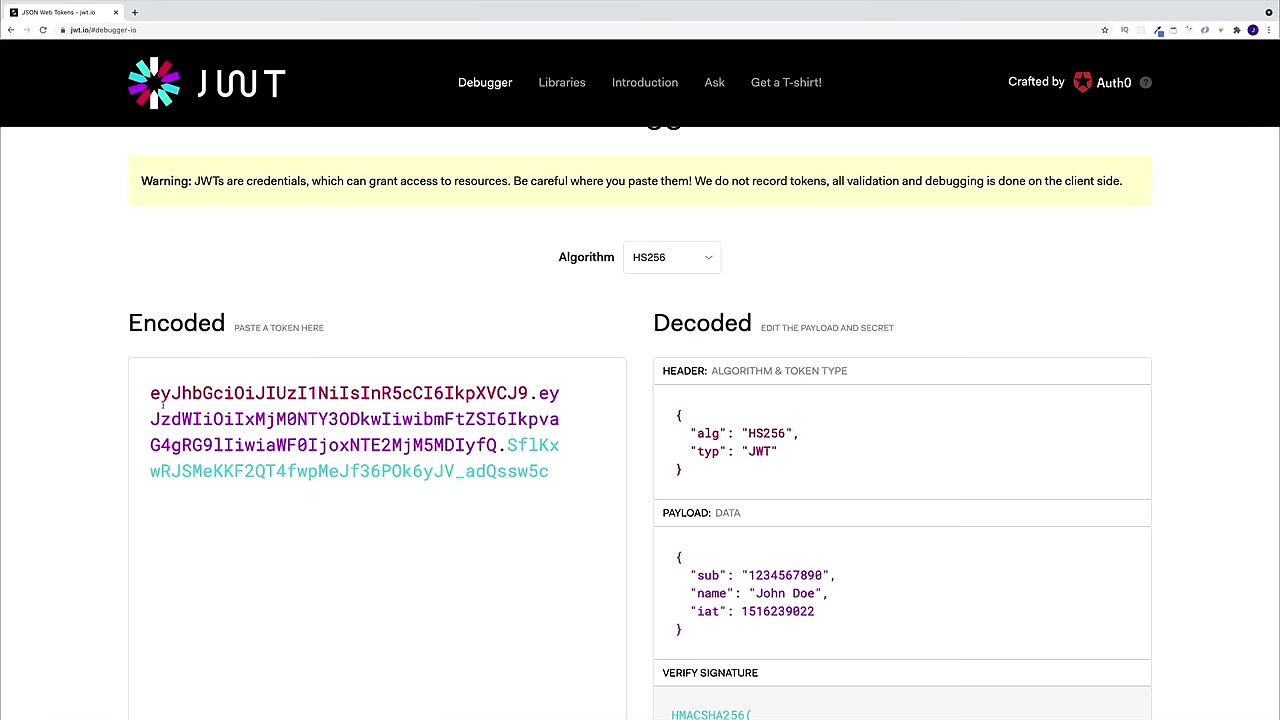 JSON Web Tokens - jwt.io
jwt.io/#debugger-io
JWT
Debugger
Libraries
Introduction
Ask
Get a T-shirt!
Crafted by
Auth0
?
Warning: JWTs are credentials, which can grant access to resources. Be careful where you paste them! We do not record tokens, all validation and debugging is done on the client side.
Algorithm
HS256
Encoded PASTE A TOKEN HERE
eyJhbGciOiJIUzI1NiIsInR5cCI6IkpXVCJ9.ey
JzdWIiOiIxMjM0NTY3ODkwIiwibmFtZSI6Ikpva
G4gRG9lIiwiaWF0IjoxNTE2MjM5MDIyfQ.SflKx
wRJSMeKKF2QT4fwpMeJf36POk6yJV_adQssw5c
Decoded EDIT THE PAYLOAD AND SECRET
HEADER: ALGORITHM & TOKEN TYPE
{
"alg": "HS256",
"typ": "JWT"
}
PAYLOAD: DATA
{
"sub": "1234567890",
"name": "John Doe",
"iat": 1516239022
}
VERIFY SIGNATURE
HMACSHA256(